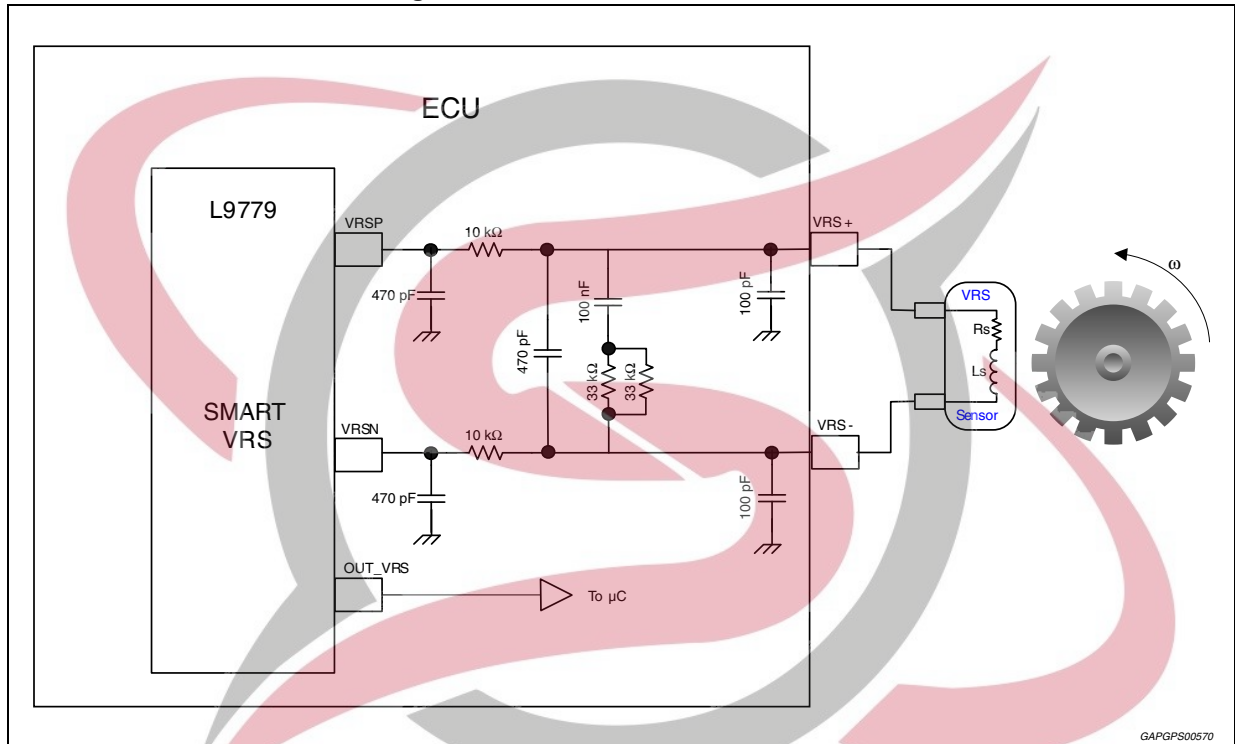 ECU
L9779
SMART
VRS
VRSP
10 kΩ
470 pF
470 pF
100 nF
33 kΩ
33 kΩ
100 pF
VRS+
VRS
Rs
Ls
Sensor
ω
VRSN
10 kΩ
470 pF
100 pF
VRS-
OUT_VRS
To µC
GAPGPS00570